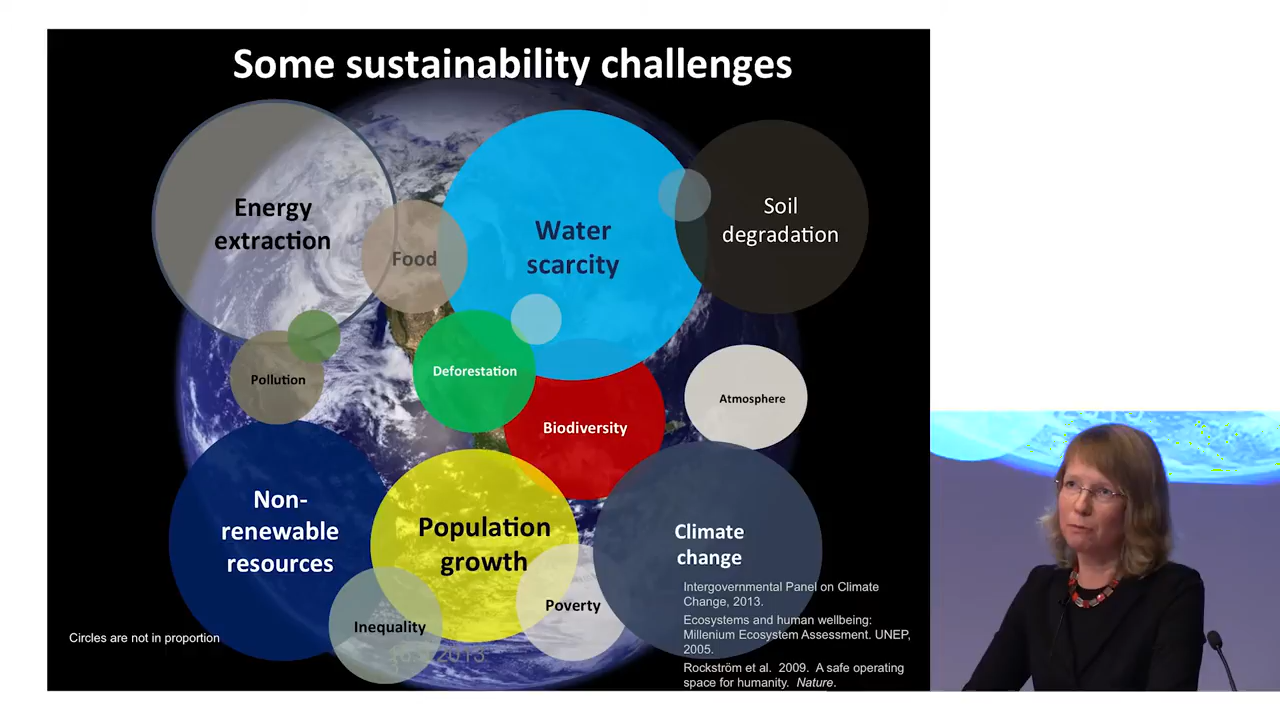 Some sustainability challenges
Energy
extraction
Food
Water
scarcity
Soil
degradation
Pollution
Deforestation
Biodiversity
Atmosphere
Non-
renewable
resources
Population
growth
Climate
change
Inequality
Poverty
Circles are not in proportion
Intergovernmental Panel on Climate
Change, 2013.
Ecosystems and human wellbeing:
Millenium Ecosystem Assessment. UNEP,
2005.
Rockström et al. 2009. A safe operating
space for humanity. Nature.
2013